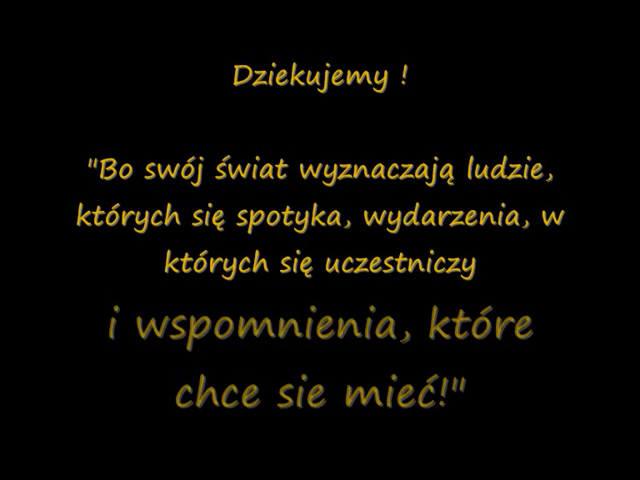 Dziekujemy !
"Bo swój świat wyznaczają ludzie,
których się spotyka, wydarzenia, w
których się uczestniczy
i wspomnienia, które
chce sie mieć!"